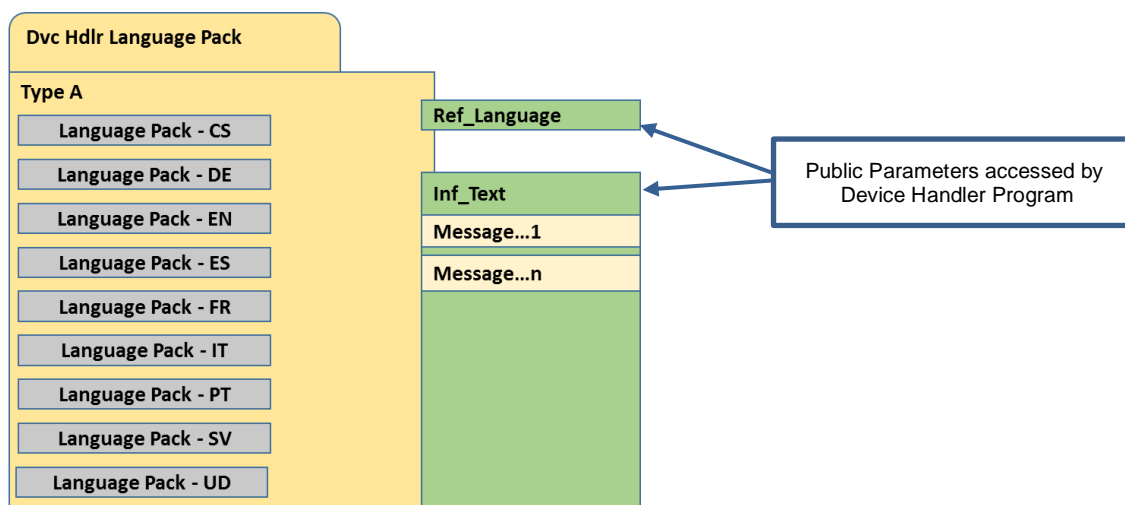 Dvc Hdlr Language Pack
Type A
Language Pack - CS
Language Pack - DE
Language Pack - EN
Language Pack - ES
Language Pack - FR
Language Pack - IT
Language Pack - PT
Language Pack - SV
Language Pack - UD
Ref_Language
Inf_Text
Message...1
Message...n
Public Parameters accessed by
Device Handler Program